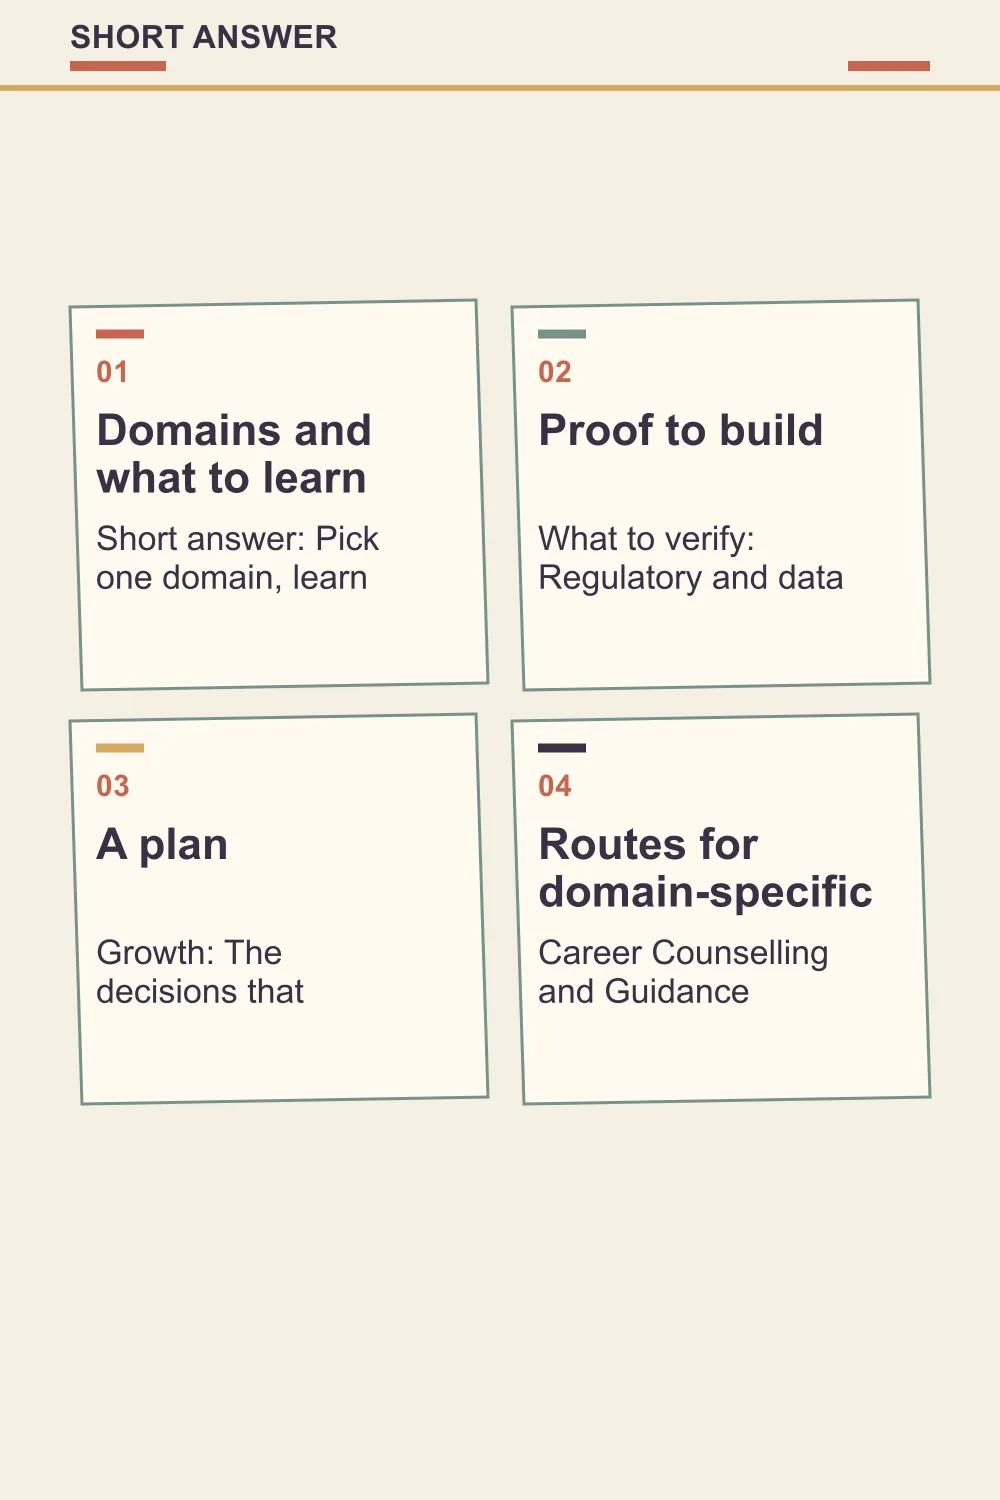 SHORT ANSWER
01
Domains and
what to learn
Short answer: Pick
one domain, learn
02
Proof to build
What to verify:
Regulatory and data
03
A plan
Growth: The
decisions that
04
Routes for
domain-specific
Career Counselling
and Guidance